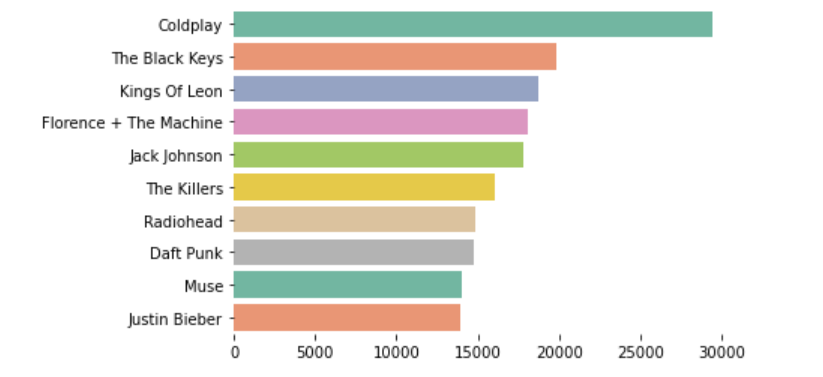 Coldplay
The Black Keys
Kings Of Leon
Florence + The Machine
Jack Johnson
The Killers
Radiohead
Daft Punk
Muse
Justin Bieber
0 5000 10000 15000 20000 25000 30000